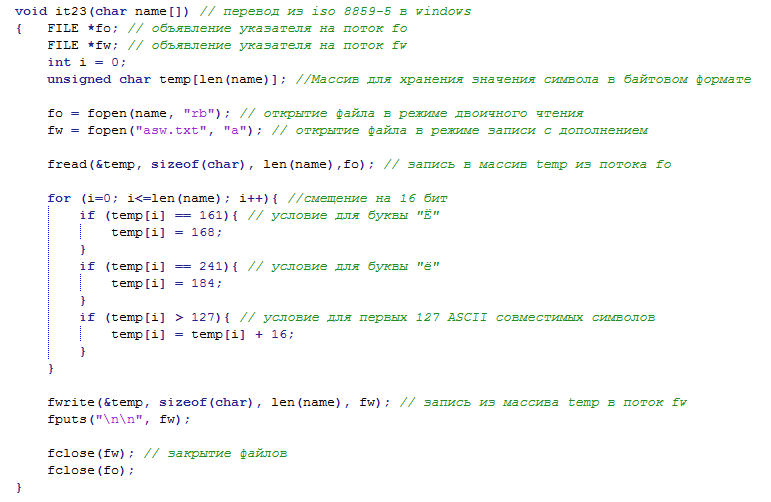 void it23(char name[]) // перевод из iso 8859-5 в windows
{   FILE *fo; // объявление указателя на поток fo
    FILE *fw; // объявление указателя на поток fw
    int i = 0;
    unsigned char temp[len(name)]; //Массив для хранения значения символа в байтовом формате

    fo = fopen(name, "rb"); // открытие файла в режиме двоичного чтения
    fw = fopen("asw.txt", "a"); // открытие файла в режиме записи с дополнением

    fread(&temp, sizeof(char), len(name),fo); // запись в массив temp из потока fo

    for (i=0; i<=len(name); i++){ //смещение на 16 бит
        if (temp[i] == 161){ // условие для буквы "Ё"
            temp[i] = 168;
        }
        if (temp[i] == 241){ // условие для буквы "ё"
            temp[i] = 184;
        }
        if (temp[i] > 127){ // условие для первых 127 ASCII совместимых символов
            temp[i] = temp[i] + 16;
        }
    }

    fwrite(&temp, sizeof(char), len(name), fw); // запись из массива temp в поток fw
    fputs("\n\n", fw);

    fclose(fw); // закрытие файлов
    fclose(fo);
}